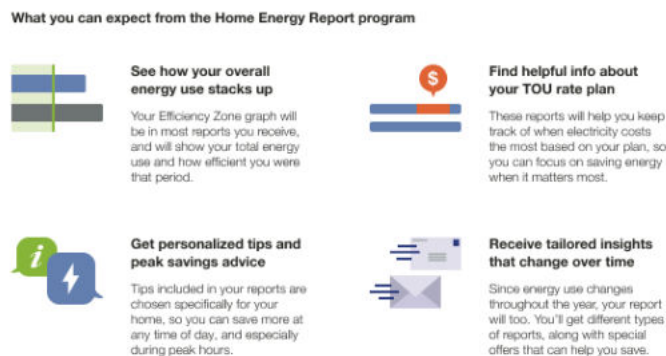 What you can expect from the Home Energy Report program
See how your overall
energy use stacks up
Your Efficiency Zone graph will
be in most reports you receive,
and will show your total energy
use and how efficient you were
that period.
$
Find helpful info about
your TOU rate plan
These reports will help you keep
track of when electricity costs
the most based on your plan, so
you can focus on saving energy
when it matters most.
i
Get personalized tips and
peak savings advice
Tips included in your reports are
chosen specifically for your
home, so you can save more at
any time of day, and especially
during peak hours.
Receive tailored insights
that change over time
Since energy use changes
throughout the year, your report
will too. You'll get different types
of reports, along with special
offers that can help you save.